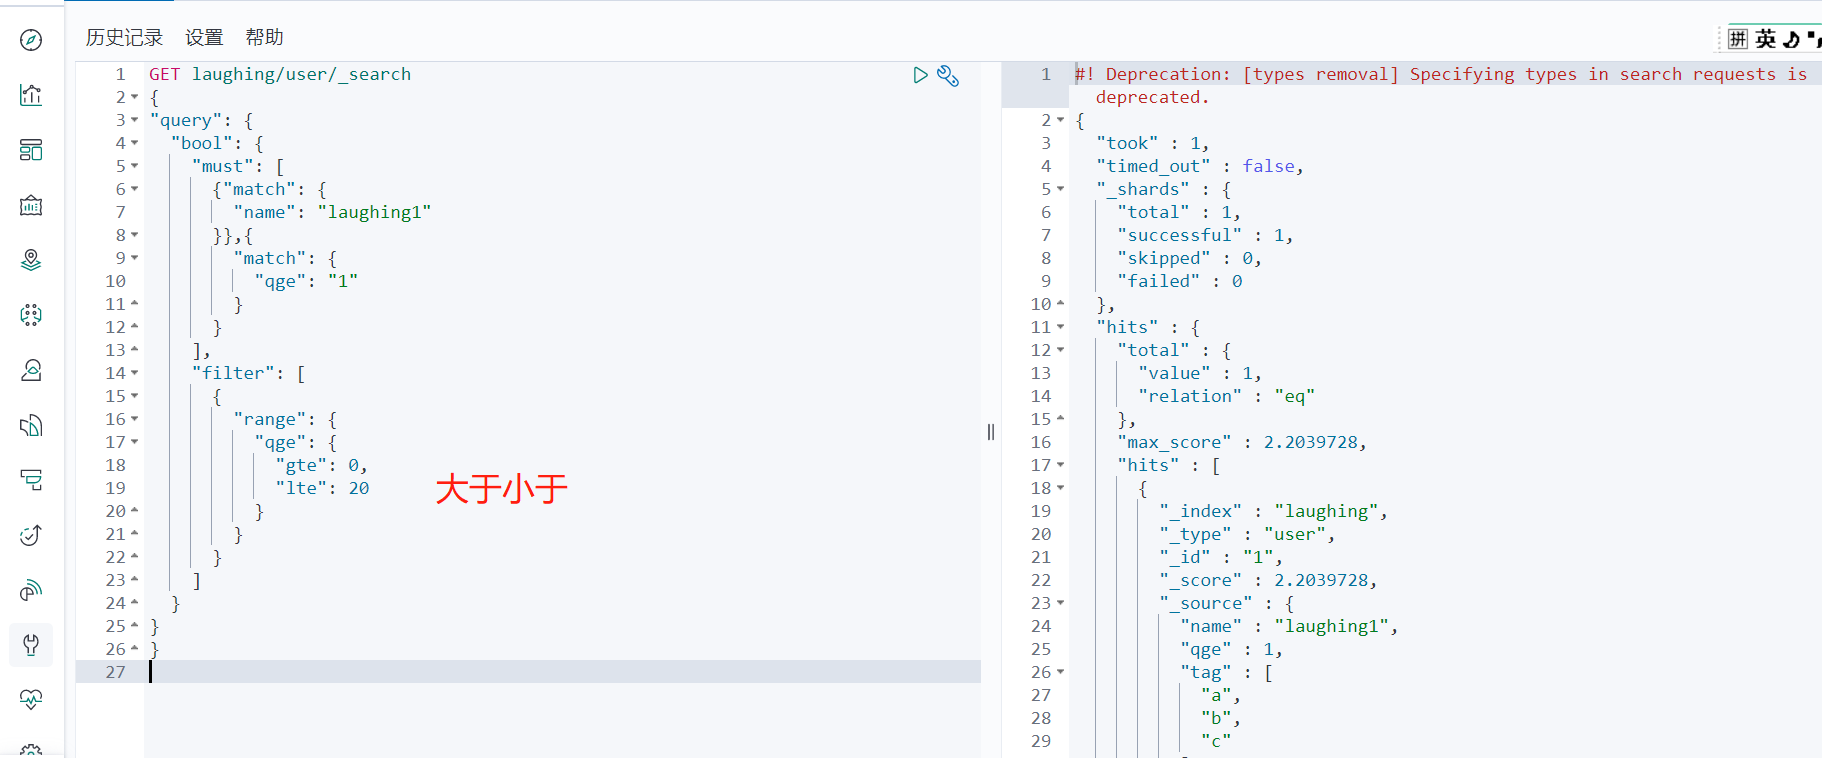 历史记录 设置 帮助
拼 英
1 GET laughing/user/_search
2 {
3 "query": {
4 "bool": {
5 "must": [
6 {"match": {
7 "name": "laughing1"
8 }},{
9 "match": {
10 "qge": "1"
11 }
12 }
13 ],
14 "filter": [
15 {
16 "range": {
17 "qge": {
18 "gte": 0,
19 "lte": 20
大于小于
20 }
21 }
22 }
23 ]
24 }
25 }
26 }
27
1 #! Deprecation: [types removal] Specifying types in search requests is
deprecated.
2 {
3 "took" : 1,
4 "timed_out" : false,
5 "_shards" : {
6 "total" : 1,
7 "successful" : 1,
8 "skipped" : 0,
9 "failed" : 0
10 },
11 "hits" : {
12 "total" : {
13 "value" : 1,
14 "relation" : "eq"
15 },
16 "max_score" : 2.2039728,
17 "hits" : [
18 {
19 "_index" : "laughing",
20 "_type" : "user",
21 "_id" : "1",
22 "_score" : 2.2039728,
23 "_source" : {
24 "name" : "laughing1",
25 "qge" : 1,
26 "tag" : [
27 "a",
28 "b",
29 "c"